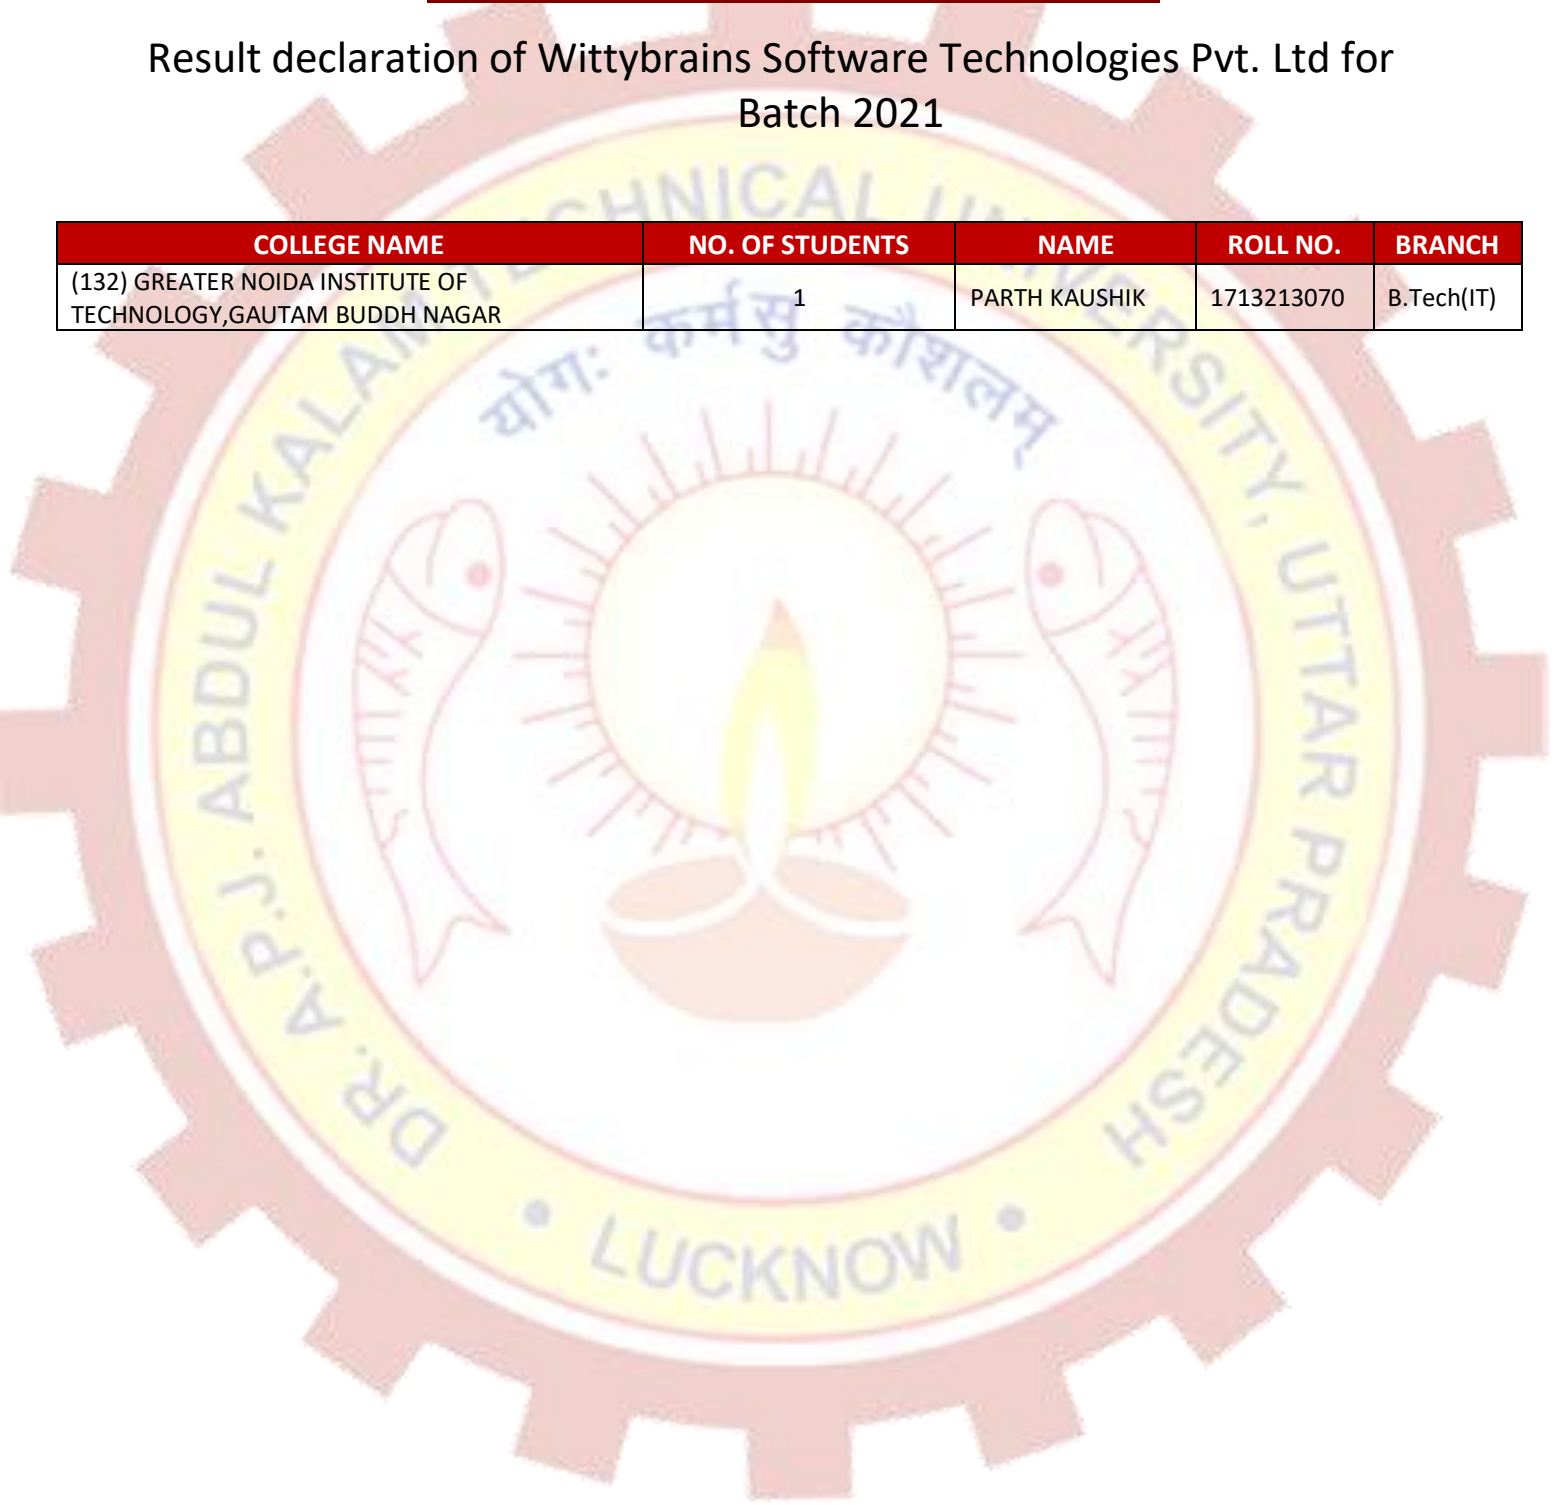 Result declaration of Wittybrains Software Technologies Pvt. Ltd for
Batch 2021
COLLEGE NAME NO. OF STUDENTS NAME ROLL NO. BRANCH
(132) GREATER NOIDA INSTITUTE OF
TECHNOLOGY,GAUTAM BUDDH NAGAR 1 PARTH KAUSHIK 1713213070 B.Tech(IT)
DR. A.P.J. ABDUL KALAM TECHNICAL UNIVERSITY, UTTAR PRADESH
योगः कर्मसु कौशलम्
• LUCKNOW •